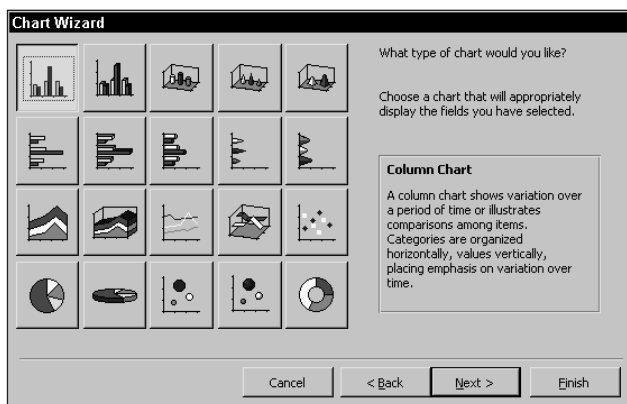 Chart Wizard
What type of chart would you like?
Choose a chart that will appropriately
display the fields you have selected.
Column Chart
A column chart shows variation over
a period of time or illustrates
comparisons among items.
Categories are organized
horizontally, values vertically,
placing emphasis on variation over
time.
Cancel
< Back
Next >
Finish